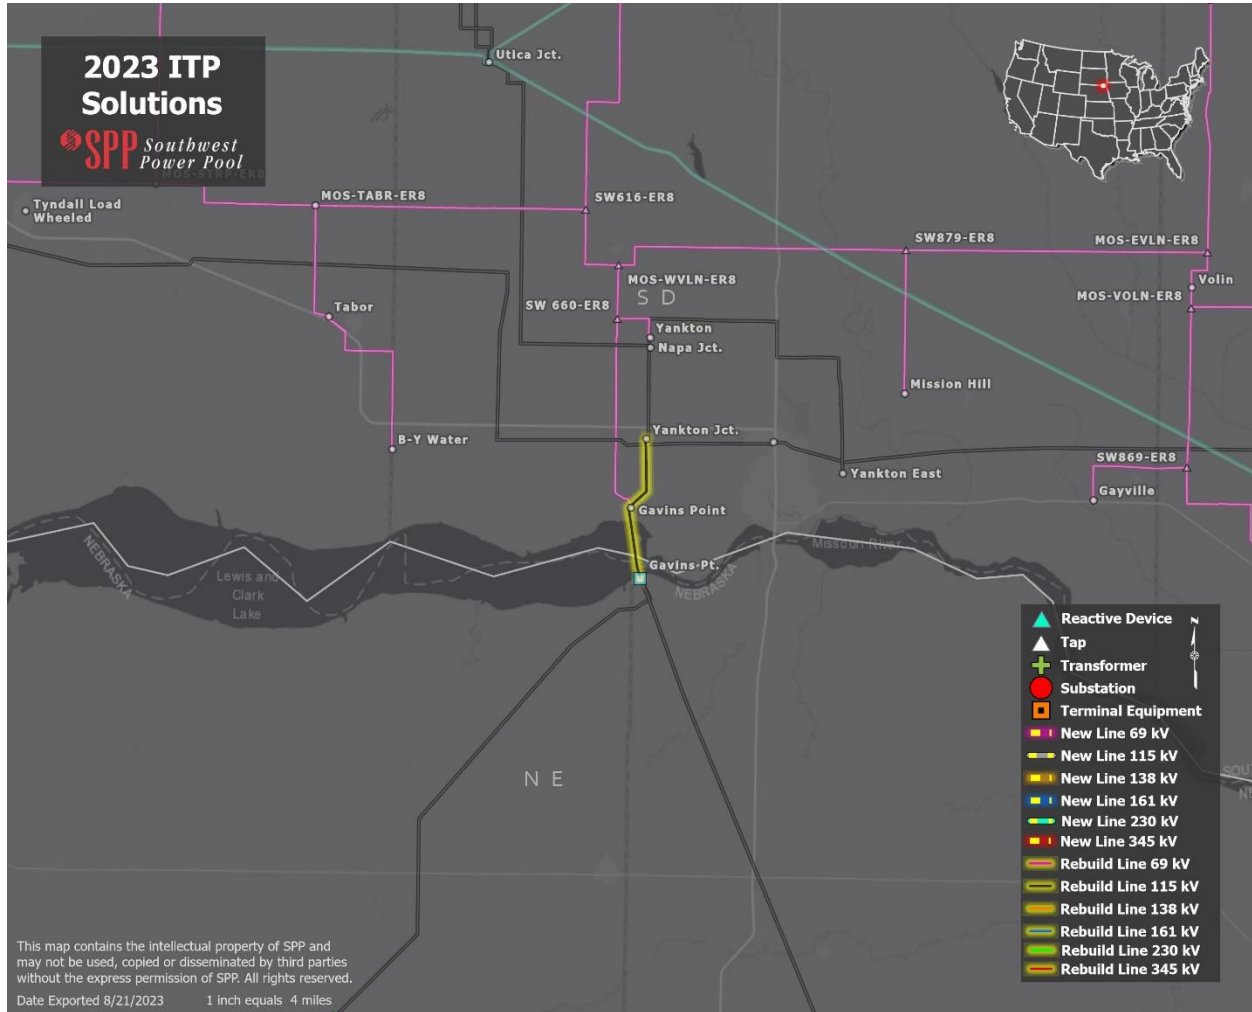 2023 ITP
Solutions
SPP Southwest
Power Pool
Utica Jct.
MOS-STRP-ER8
Tyndall Load
Wheeled
MOS-TABR-ER8
SW616-ER8
SW879-ER8
MOS-EVLN-ER8
MOS-WVLN-ER8
Volin
S D
MOS-VOLN-ER8
Tabor
SW 660-ER8
Yankton
Napa Jct.
Mission Hill
B-Y Water
Yankton Jct.
SW869-ER8
Yankton East
Gayville
Gavins Point
NEBRASKA
Lewis and
Clark
Lake
Gavins Pt.
NEBRASKA
Missouri River
N E
Reactive Device
N
Tap
Transformer
Substation
Terminal Equipment
New Line 69 kV
New Line 115 kV
New Line 138 kV
New Line 161 kV
New Line 230 kV
New Line 345 kV
Rebuild Line 69 kV
Rebuild Line 115 kV
Rebuild Line 138 kV
Rebuild Line 161 kV
Rebuild Line 230 kV
Rebuild Line 345 kV
SOU
NE
This map contains the intellectual property of SPP and
may not be used, copied or disseminated by third parties
without the express permission of SPP. All rights reserved.
Date Exported 8/21/2023 1 inch equals 4 miles